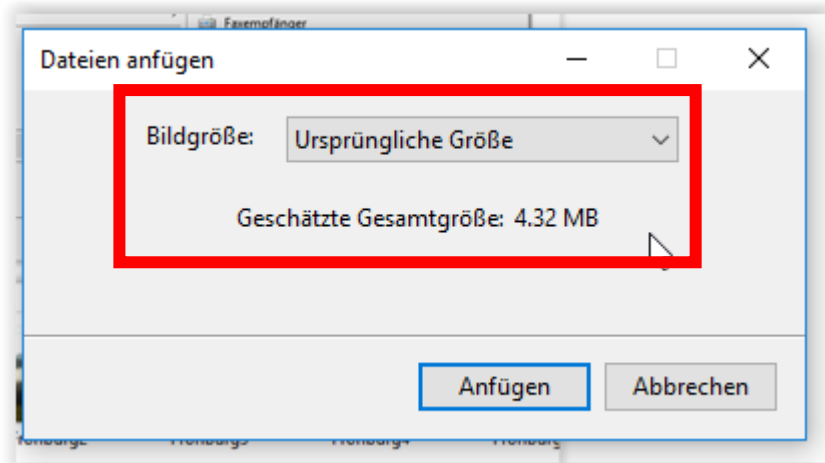 Faxempfänger
Dateien anfügen
Bildgröße: Ursprüngliche Größe
Geschätzte Gesamtgröße: 4.32 MB
Anfügen Abbrechen